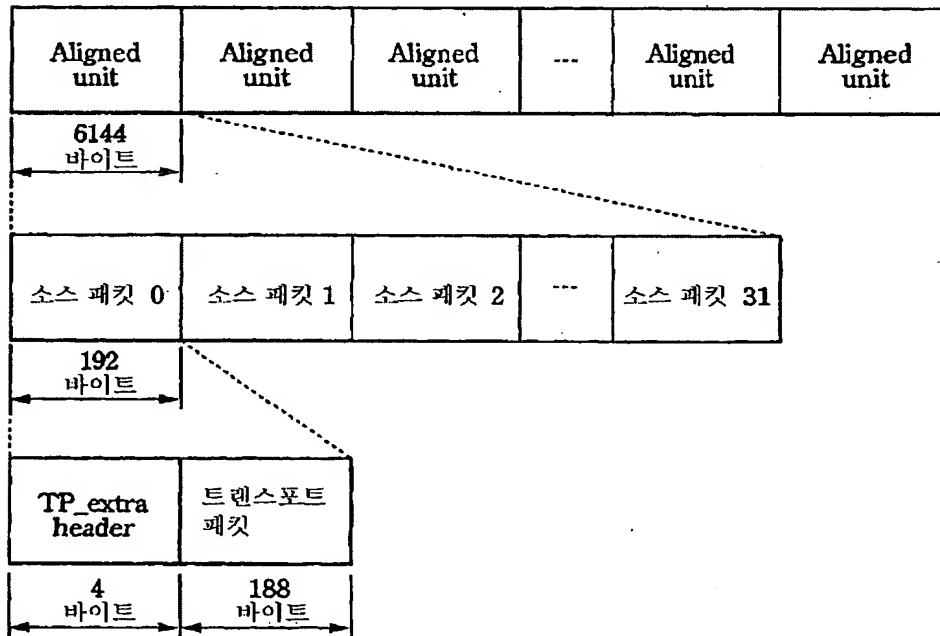 Aligned unit
Aligned unit
Aligned unit
---
Aligned unit
Aligned unit
6144
바이트
소스 패킷 0
소스 패킷 1
소스 패킷 2
---
소스 패킷 31
192
바이트
TP_extra header
트랜스포트 패킷
4
바이트
188
바이트